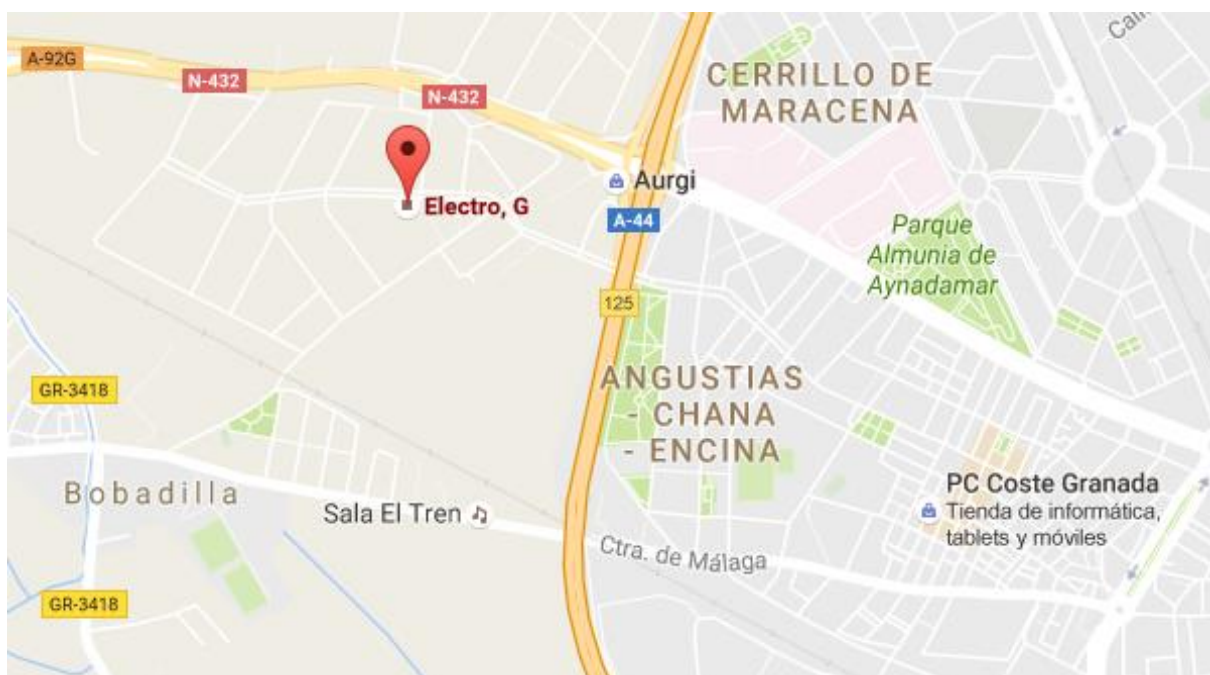 Calle
A-92G
N-432
N-432
CERRILLO DE
MARACENA
Aurgi
Electro, G
A-44
Parque
Almunia de
Aynadamar
125
GR-3418
ANGUSTIAS
- CHANA
- ENCINA
Bobadilla
PC Coste Granada
Tienda de informática,
tablets y móviles
Sala El Tren
Ctra. de Málaga
GR-3418